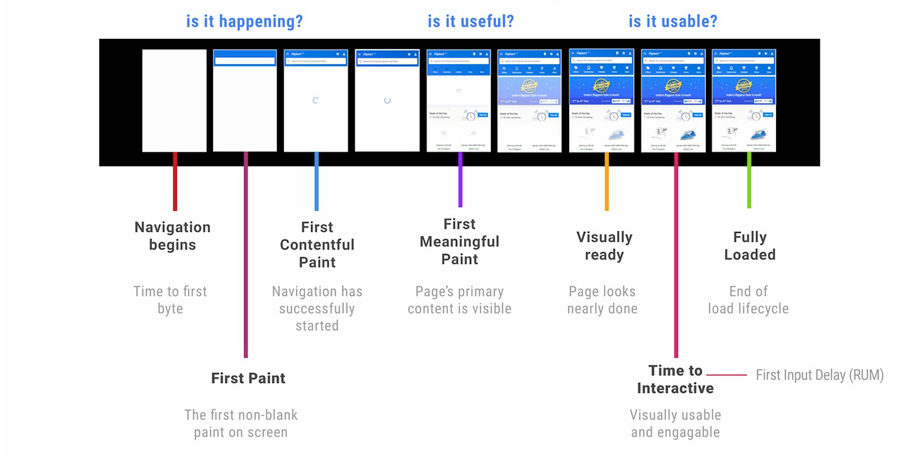 is it happening?
is it useful?
is it usable?
Navigation
begins
Time to first
byte
First Paint
The first non-blank
paint on screen
First
Contentful
Paint
Navigation has
successfully
started
First
Meaningful
Paint
Page's primary
content is visible
Visually
ready
Page looks
nearly done
Time to
Interactive
First Input Delay (RUM)
Visually usable
and engagable
Fully
Loaded
End of
load lifecycle